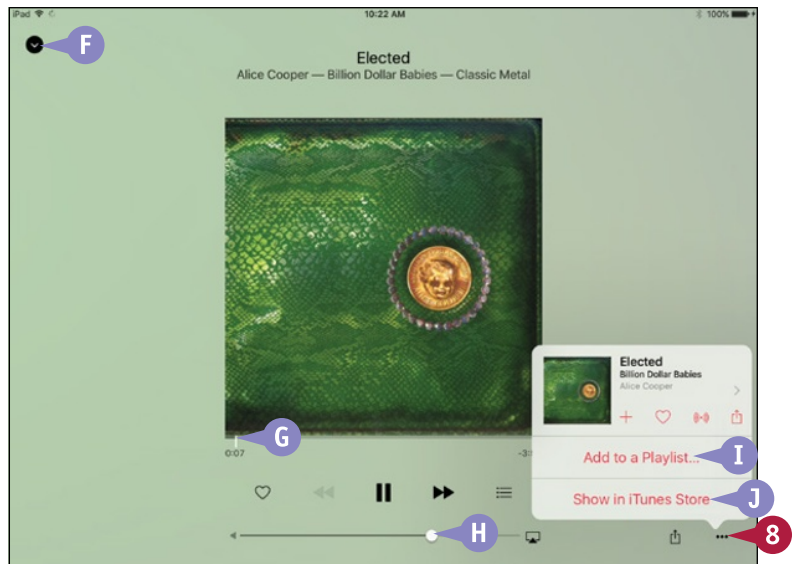 iPad 10:22 AM 100%
F
Elected
Alice Cooper — Billion Dollar Babies — Classic Metal
Elected
Billion Dollar Babies
Alice Cooper
G
0:07 -3:
Add to a Playlist... I
Show in iTunes Store J
H
8